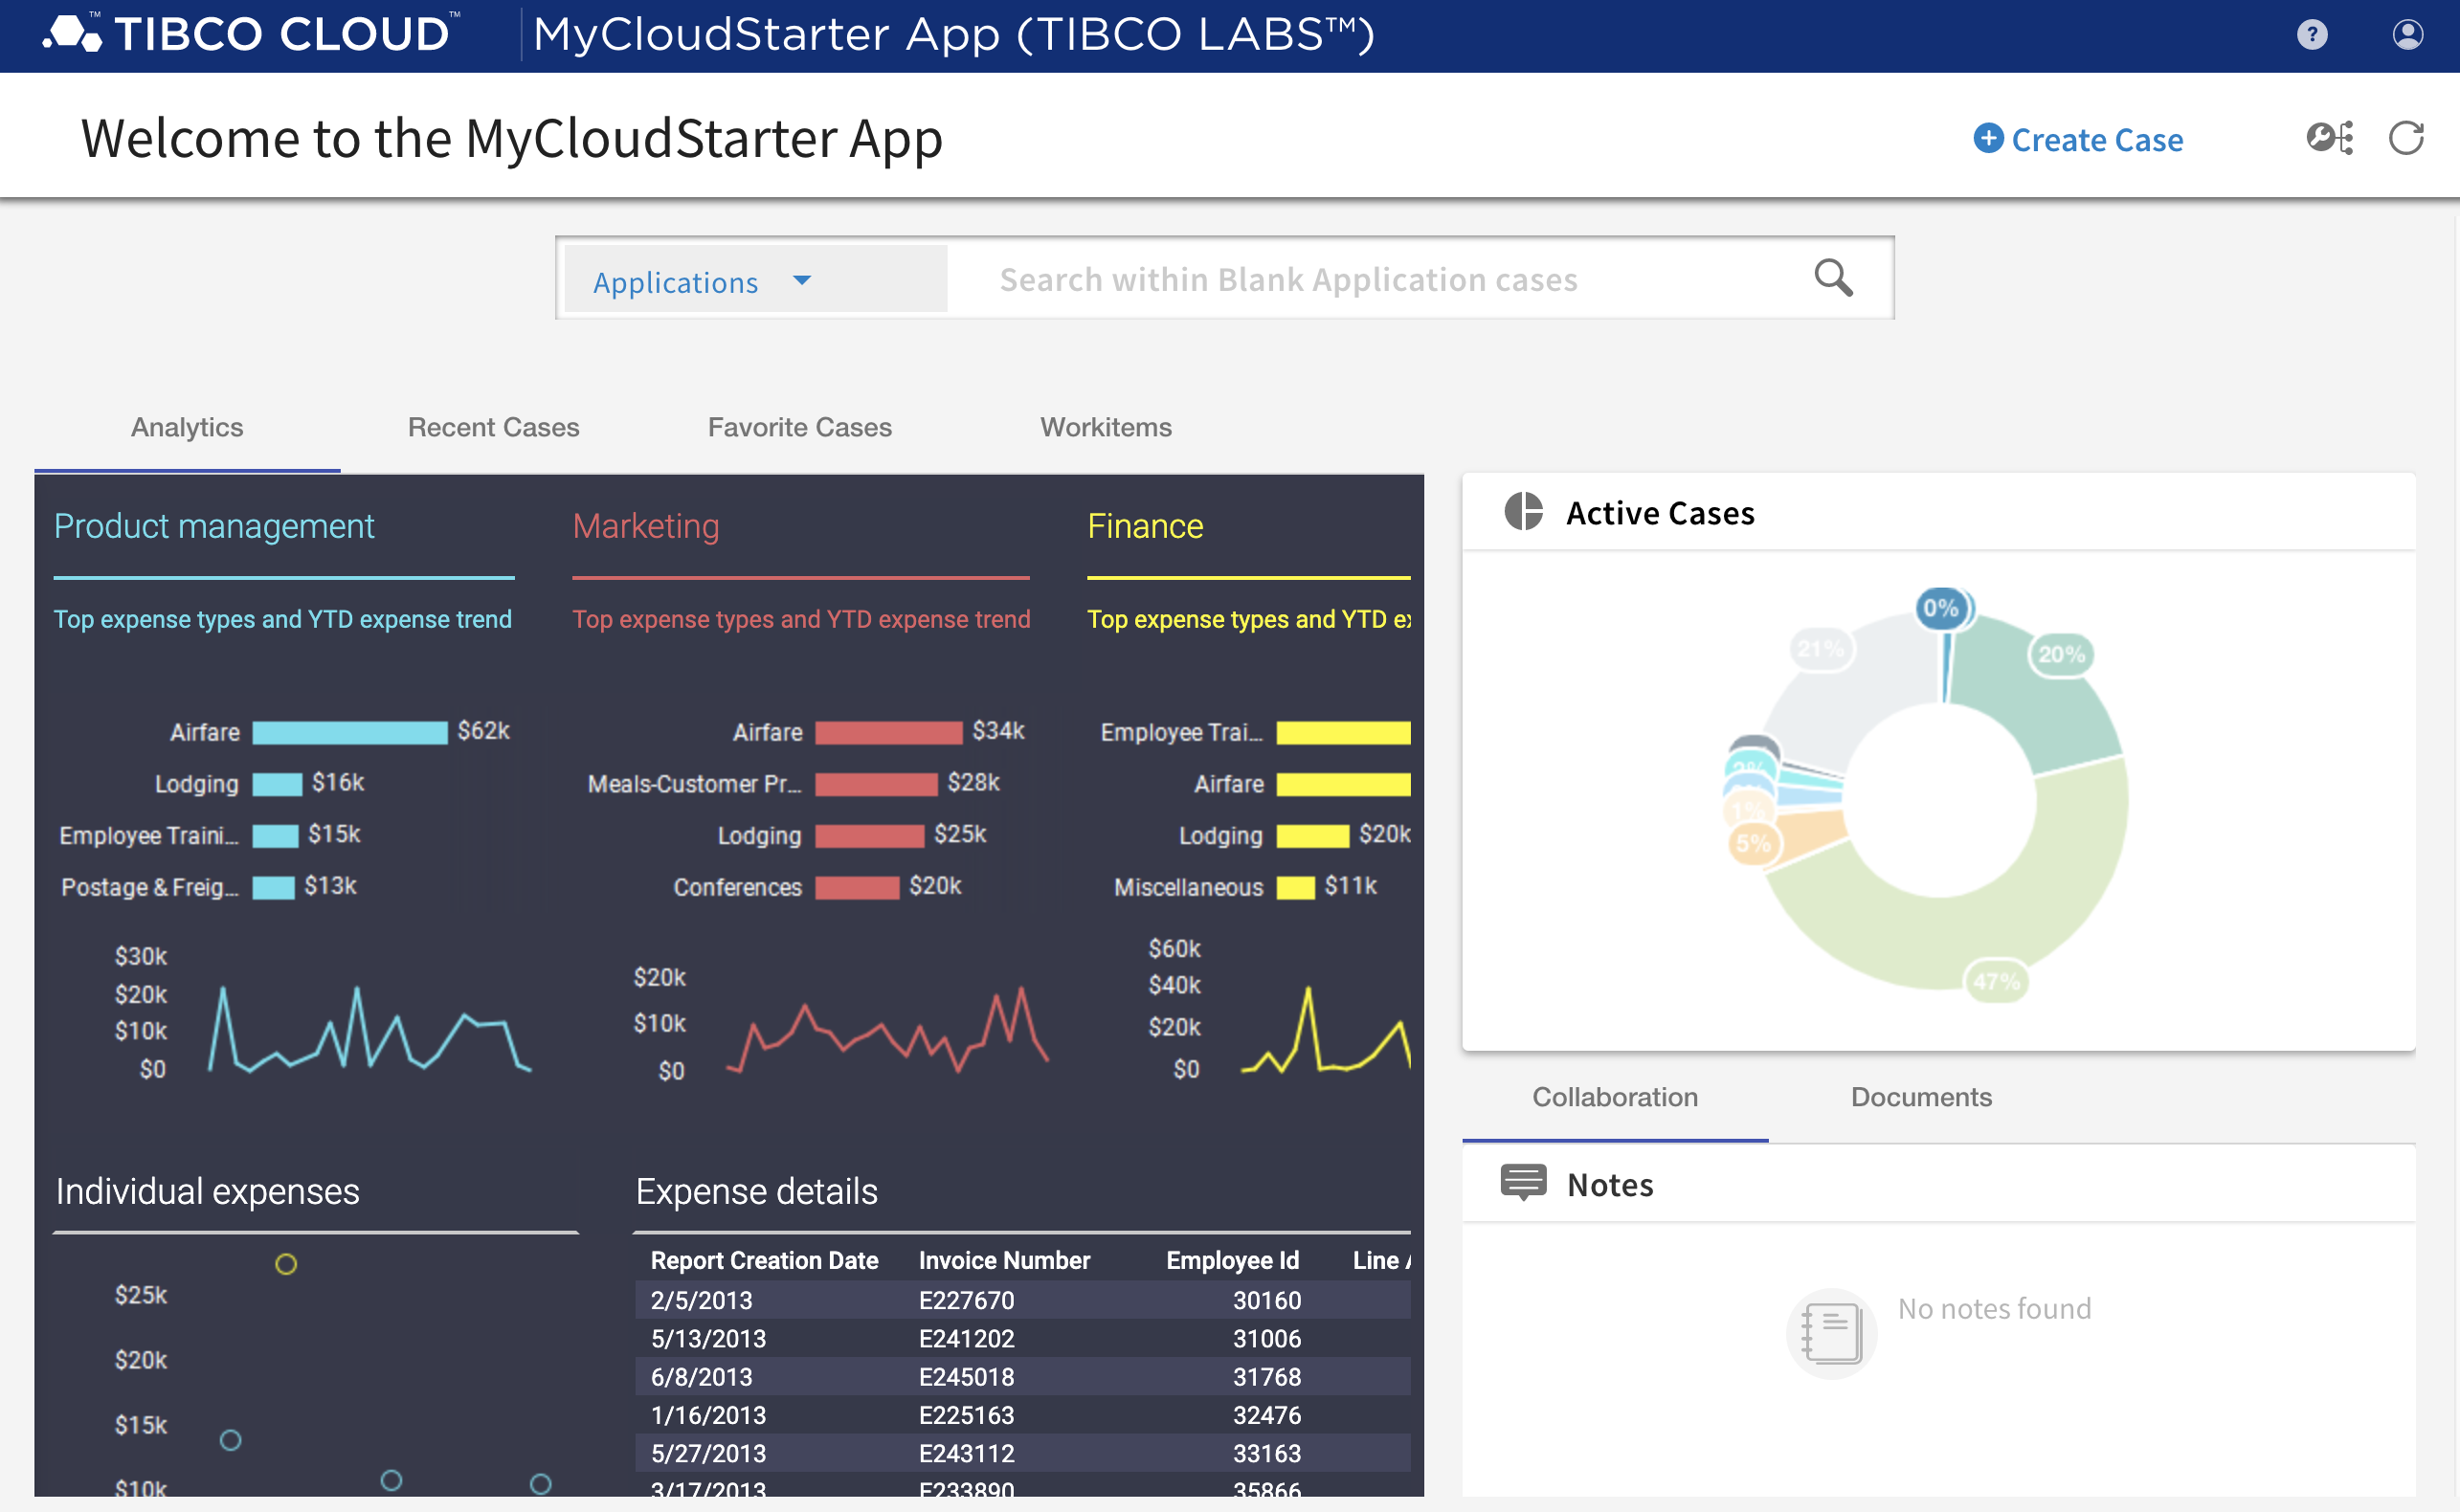 TIBCO CLOUD™ MyCloudStarter App (TIBCO LABS™)
Welcome to the MyCloudStarter App
Create Case
Applications
Search within Blank Application cases
Analytics
Recent Cases
Favorite Cases
Workitems
Product management
Top expense types and YTD expense trend
Airfare $62k
Lodging $16k
Employee Traini... $15k
Postage & Freig... $13k
$30k
$20k
$10k
$0
Marketing
Top expense types and YTD expense trend
Airfare $34k
Meals-Customer Pr... $28k
Lodging $25k
Conferences $20k
$20k
$10k
$0
Finance
Top expense types and YTD ex
Employee Trai...
Airfare
Lodging $20k
Miscellaneous $11k
$60k
$40k
$20k
$0
Individual expenses
$25k
$20k
$15k
$10k
Expense details
Report Creation Date Invoice Number Employee Id Line
2/5/2013 E227670 30160
5/13/2013 E241202 31006
6/8/2013 E245018 31768
1/16/2013 E225163 32476
5/27/2013 E243112 33163
3/17/2013 E233890 35866
Active Cases
0%
20%
21%
1%
5%
47%
Collaboration
Documents
Notes
No notes found